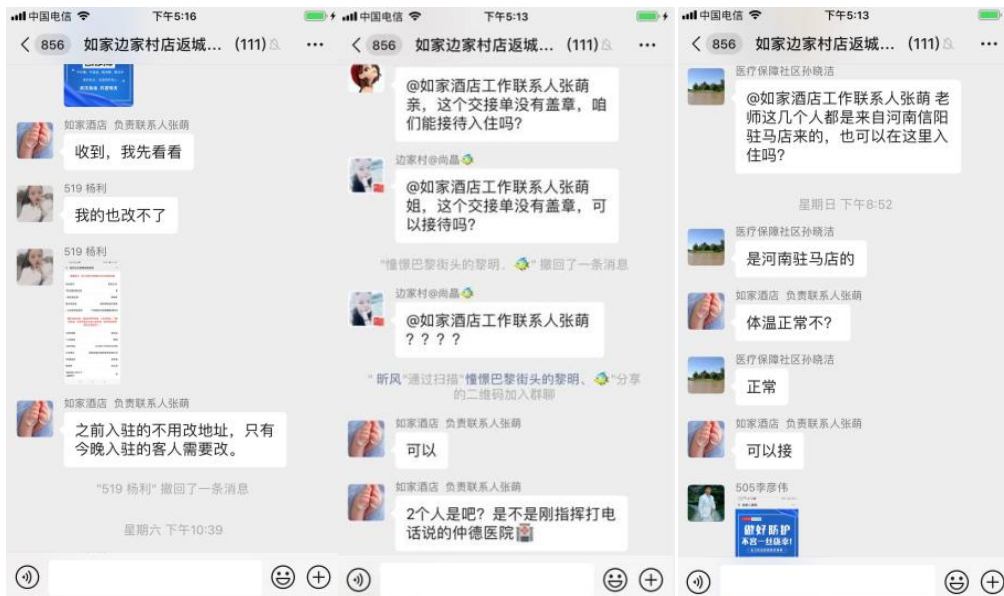 中国电信
下午5:16
856
如家边家村店返城...
(111)
如家酒店 负责联系人张萌
收到，我先看看
519 杨利
我的也改不了
519 杨利
如家酒店 负责联系人张萌
之前入驻的不用改地址，只有
今晚入驻的客人需要改。
"519 杨利" 撤回了一条消息
星期六 下午10:39
中国电信
下午5:13
856
如家边家村店返城...
(111)
@如家酒店工作联系人张萌
亲，这个交接单没有盖章，咱
们能接待入住吗?
边家村@尚晶
@如家酒店工作联系人张萌
姐，这个交接单没有盖章，可
以接待吗?
"憧憬巴黎街头的黎明、" 撤回了一条消息
边家村@尚晶
@如家酒店工作联系人张萌
? ? ? ?
"昕风"通过扫描"憧憬巴黎街头的黎明、"分享
的二维码加入群聊
如家酒店 负责联系人张萌
可以
如家酒店 负责联系人张萌
2个人是吧? 是不是刚指挥打电
话说的仲德医院
中国电信
下午5:13
856
如家边家村店返城...
(111)
医疗保障社区孙晓洁
@如家酒店工作联系人张萌 老
师这几个人都是来自河南信阳
驻马店来的，也可以在这里入
住吗?
星期日 下午8:52
医疗保障社区孙晓洁
是河南驻马店的
如家酒店 负责联系人张萌
体温正常不?
医疗保障社区孙晓洁
正常
如家酒店 负责联系人张萌
可以接
505李彦伟
做好防护
不容一丝侥幸!